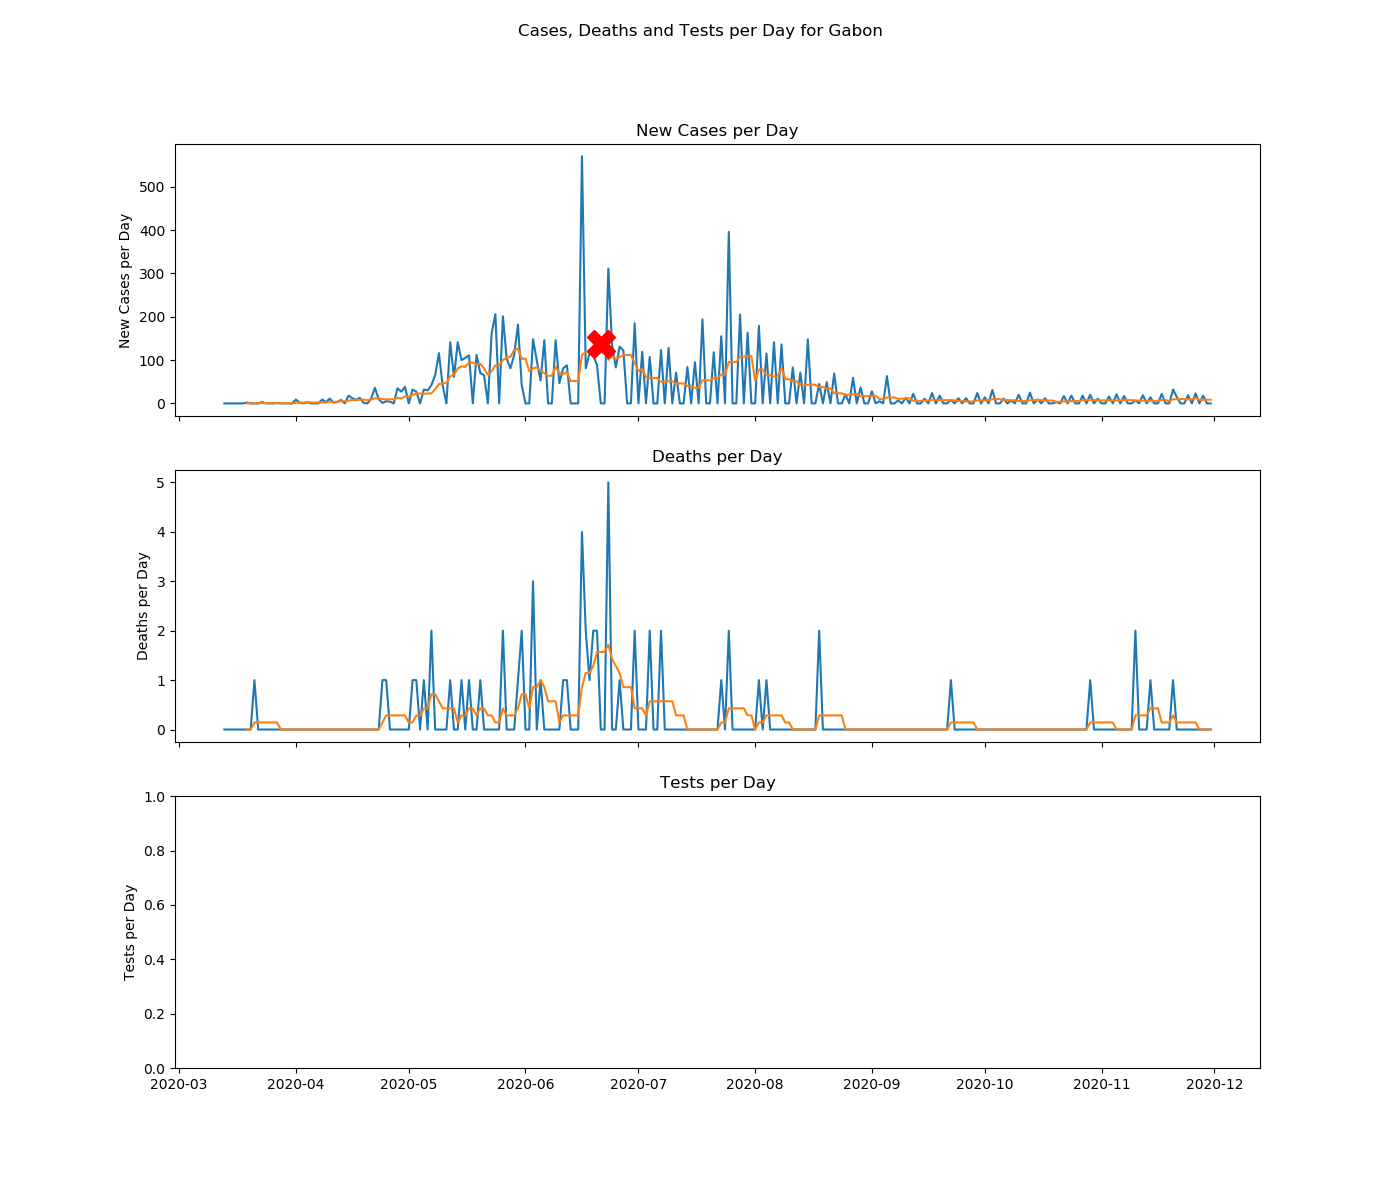 Cases, Deaths and Tests per Day for Gabon
New Cases per Day
New Cases per Day
500
400
300
200
100
0
Deaths per Day
Deaths per Day
5
4
3
2
1
0
Tests per Day
Tests per Day
1.0
0.8
0.6
0.4
0.2
0.0
2020-03 2020-04 2020-05 2020-06 2020-07 2020-08 2020-09 2020-10 2020-11 2020-12